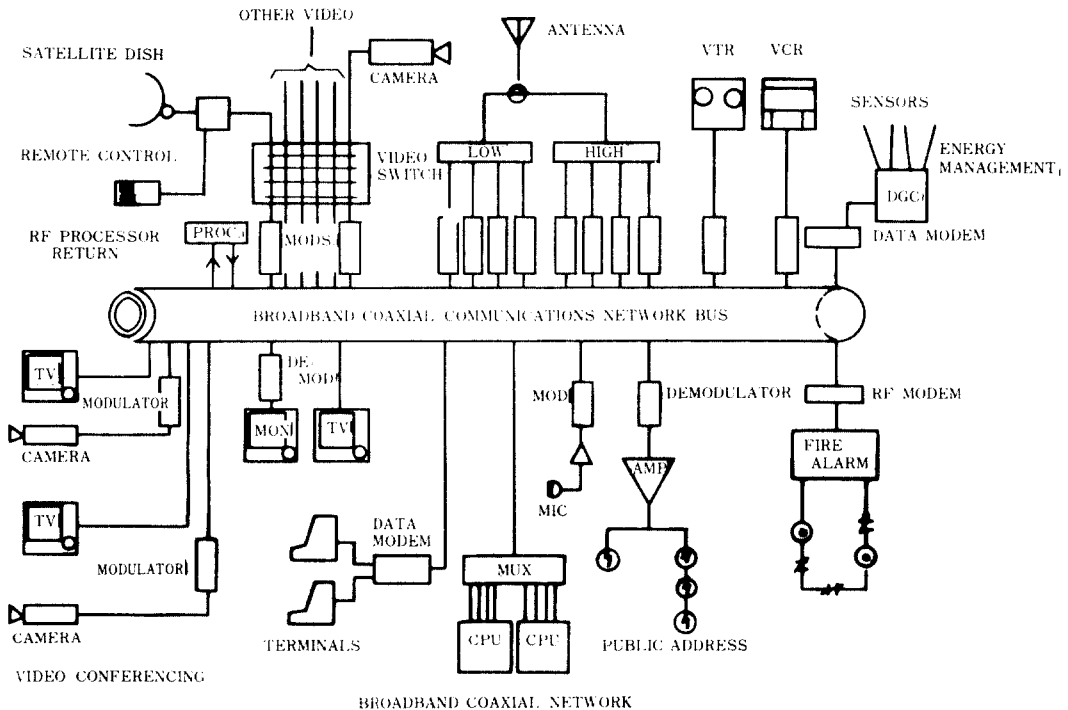 OTHER VIDEO
SATELLITE DISH
CAMERA
ANTENNA
VTR
VCR
SENSORS
REMOTE CONTROL
VIDEO
SWITCH
LOW
HIGH
ENERGY
MANAGEMENT
DGC
RF PROCESSOR
RETURN
PROC
MODS
DATA MODEM
BROADBAND COAXIAL COMMUNICATIONS NETWORK BUS
TV
MODULATOR
CAMERA
DE
MOD
MON
TV
MOD
DEMODULATOR
RF MODEM
FIRE
ALARM
AMP
MIC
TV
DATA
MODEM
MODULATOR
MUX
CAMERA
TERMINALS
CPU
CPU
PUBLIC ADDRESS
VIDEO CONFERENCING
BROADBAND COAXIAL NETWORK